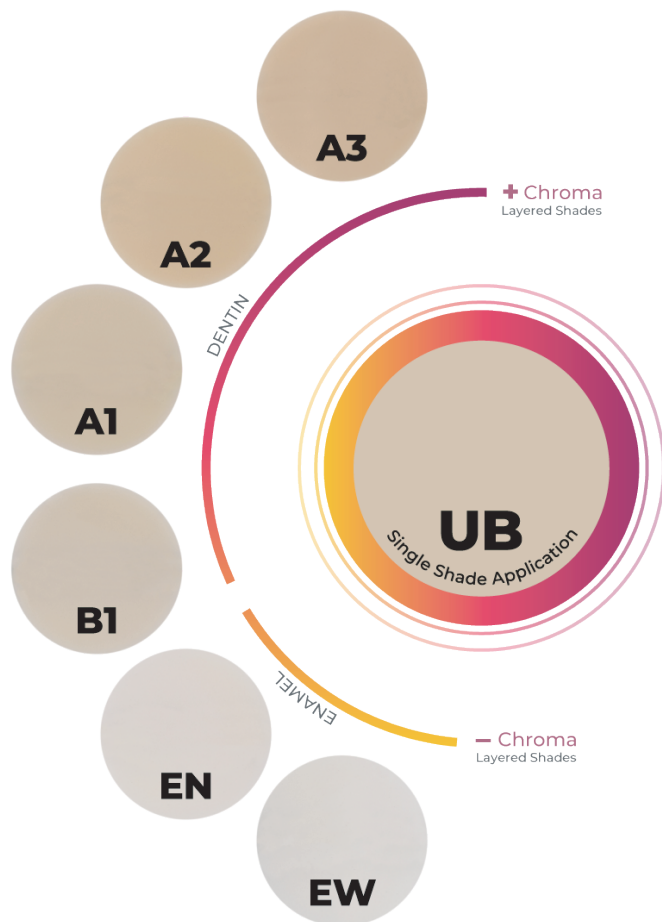 A3
A2
A1
B1
EN
EW
DENTIN
ENAMEL
+ Chroma
Layered Shades
UB
Single Shade Application
− Chroma
Layered Shades